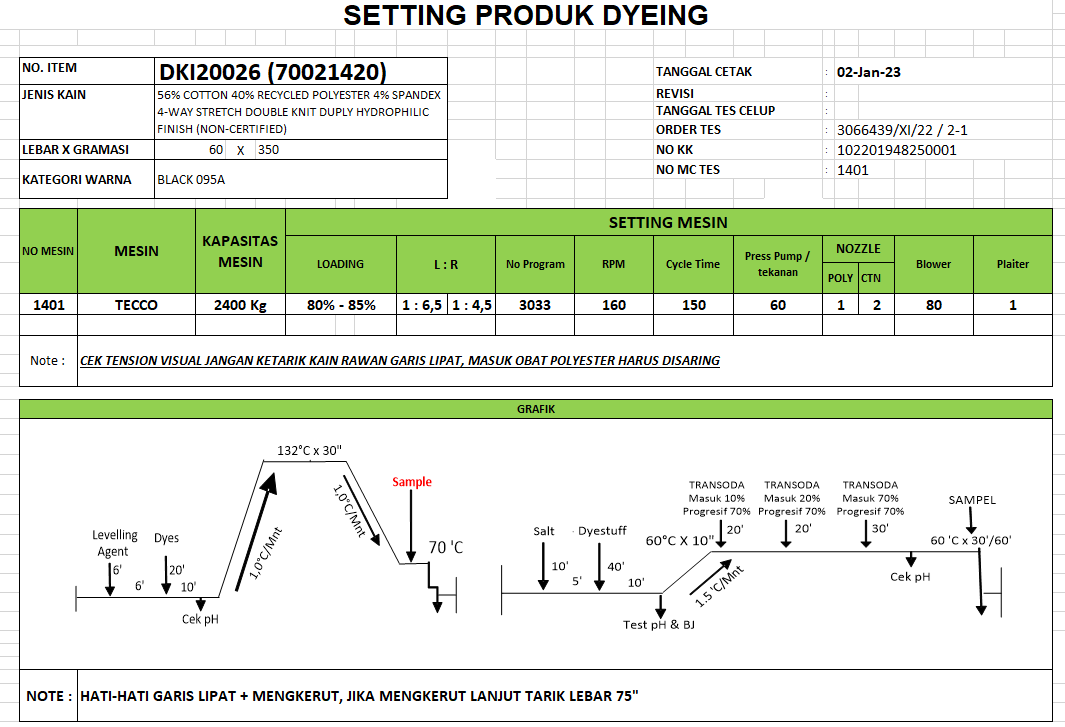 SETTING PRODUK DYEING
NO. ITEM DKI20026 (70021420)
JENIS KAIN 56% COTTON 40% RECYCLED POLYESTER 4% SPANDEX
4-WAY STRETCH DOUBLE KNIT DUPLY HYDROPHILIC
FINISH (NON-CERTIFIED)
LEBAR X GRAMASI 60 X 350
KATEGORI WARNA BLACK 095A
TANGGAL CETAK : 02-Jan-23
REVISI :
TANGGAL TES CELUP :
ORDER TES : 3066439/XI/22 / 2-1
NO KK : 102201948250001
NO MC TES : 1401
NO MESIN MESIN KAPASITAS MESIN SETTING MESIN
LOADING L : R No Program RPM Cycle Time Press Pump / tekanan NOZZLE Blower Plaiter
POLY CTN
1401 TECCO 2400 Kg 80% - 85% 1 : 6,5 1 : 4,5 3033 160 150 60 1 2 80 1
Note : CEK TENSION VISUAL JANGAN KETARIK KAIN RAWAN GARIS LIPAT, MASUK OBAT POLYESTER HARUS DISARING
GRAFIK
Levelling
Agent
6'
6'
Dyes
20'
10'
Cek pH
1,0°C/Mnt
132°C x 30"
1,0°C/Mnt
Sample
70 'C
Salt
10'
5'
Dyestuff
40'
10'
Test pH & BJ
1.5 'C/Mnt
60°C X 10"
TRANSODA
Masuk 10%
Progresif 70%
20'
TRANSODA
Masuk 20%
Progresif 70%
20'
TRANSODA
Masuk 70%
Progresif 70%
30'
Cek pH
SAMPEL
60 'C x 30'/60'
NOTE : HATI-HATI GARIS LIPAT + MENGKERUT, JIKA MENGKERUT LANJUT TARIK LEBAR 75"